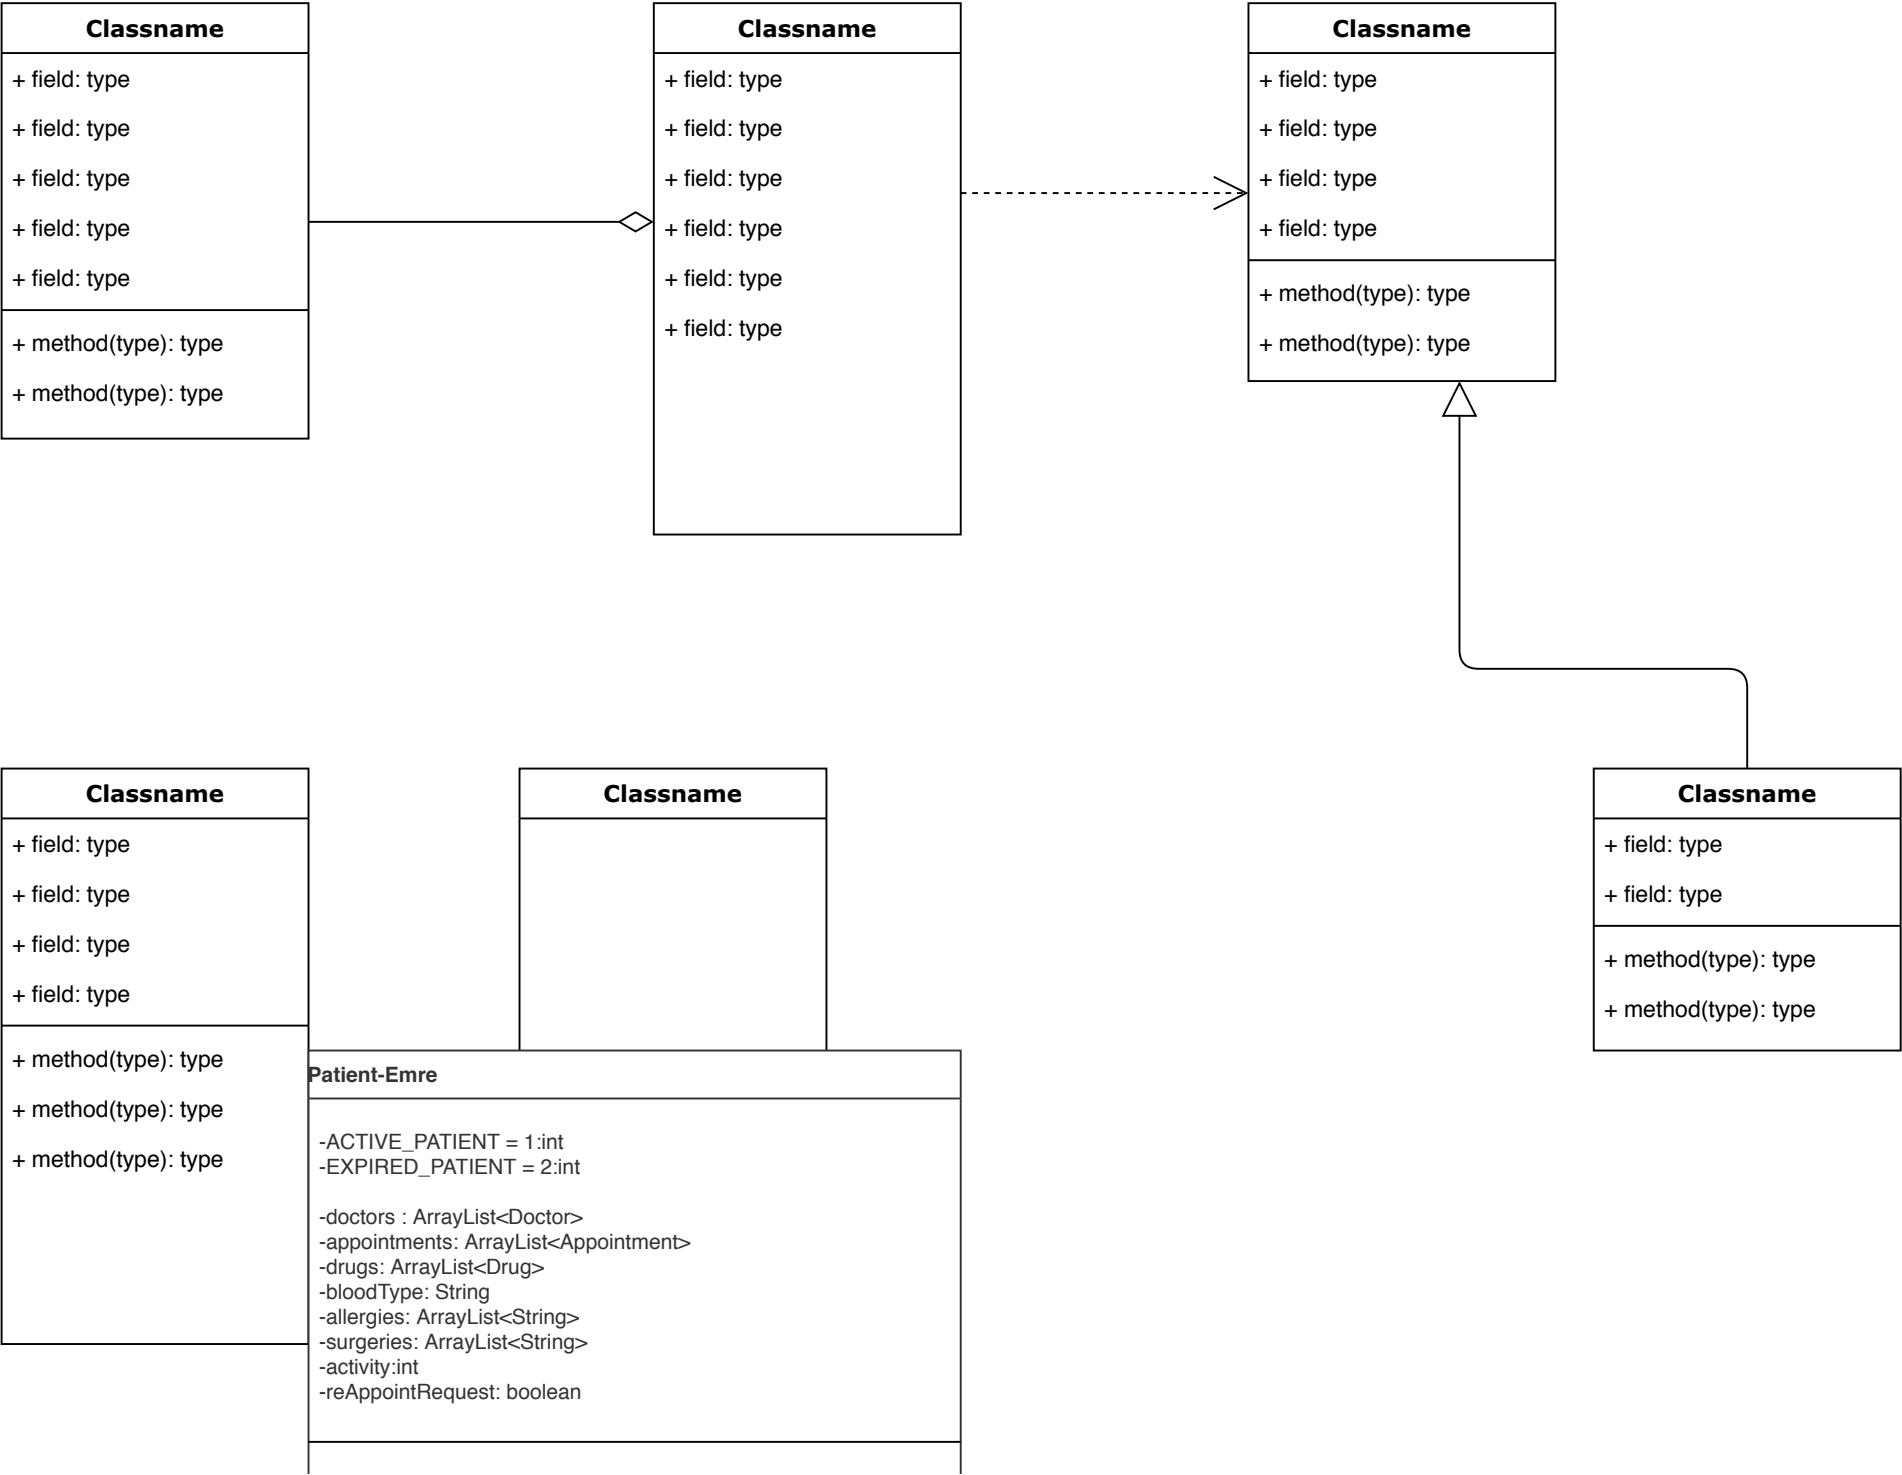 Classname
+ field: type
+ field: type
+ field: type
+ field: type
+ field: type
+ method(type): type
+ method(type): type
Classname
+ field: type
+ field: type
+ field: type
+ field: type
+ field: type
+ field: type
Classname
+ field: type
+ field: type
+ field: type
+ field: type
+ method(type): type
+ method(type): type
Classname
+ field: type
+ field: type
+ field: type
+ field: type
+ method(type): type
+ method(type): type
+ method(type): type
Classname
Patient-Emre
-ACTIVE_PATIENT = 1:int
-EXPIRED_PATIENT = 2:int
-doctors : ArrayList<Doctor>
-appointments: ArrayList<Appointment>
-drugs: ArrayList<Drug>
-bloodType: String
-allergies: ArrayList<String>
-surgeries: ArrayList<String>
-activity:int
-reAppointRequest: boolean
Classname
+ field: type
+ field: type
+ method(type): type
+ method(type): type